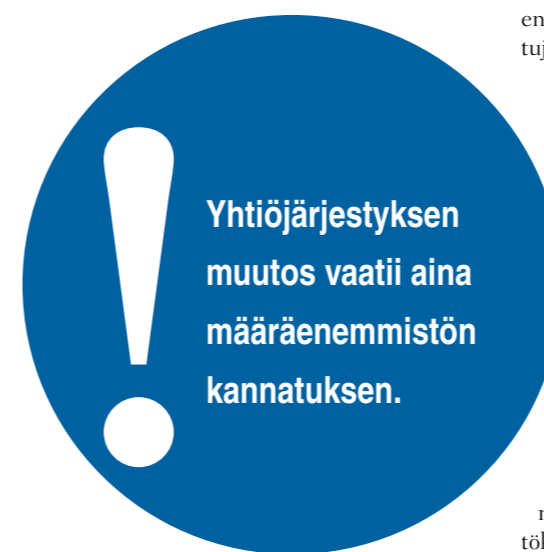 Yhtiöjärjestyksen
muutos vaatii aina
määräenemmistön
kannatuksen.